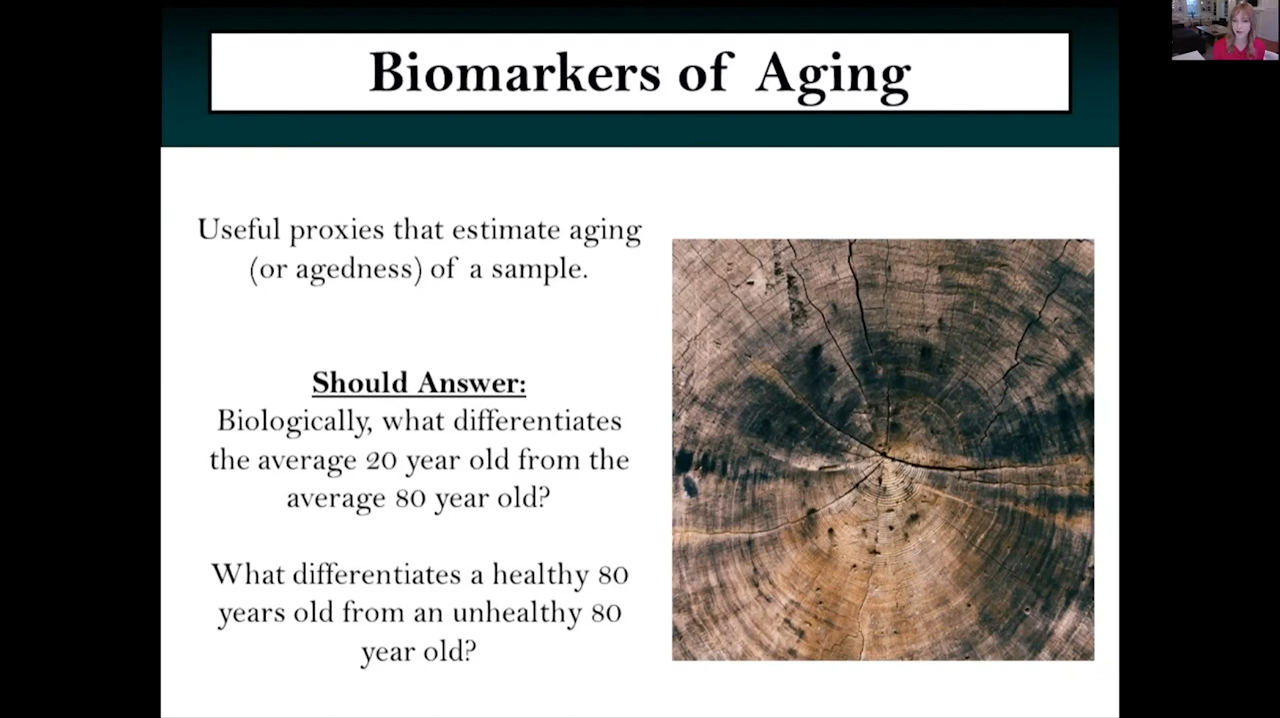 Biomarkers of Aging
Useful proxies that estimate aging
(or agedness) of a sample.
Should Answer:
Biologically, what differentiates
the average 20 year old from the
average 80 year old?
What differentiates a healthy 80
years old from an unhealthy 80
year old?